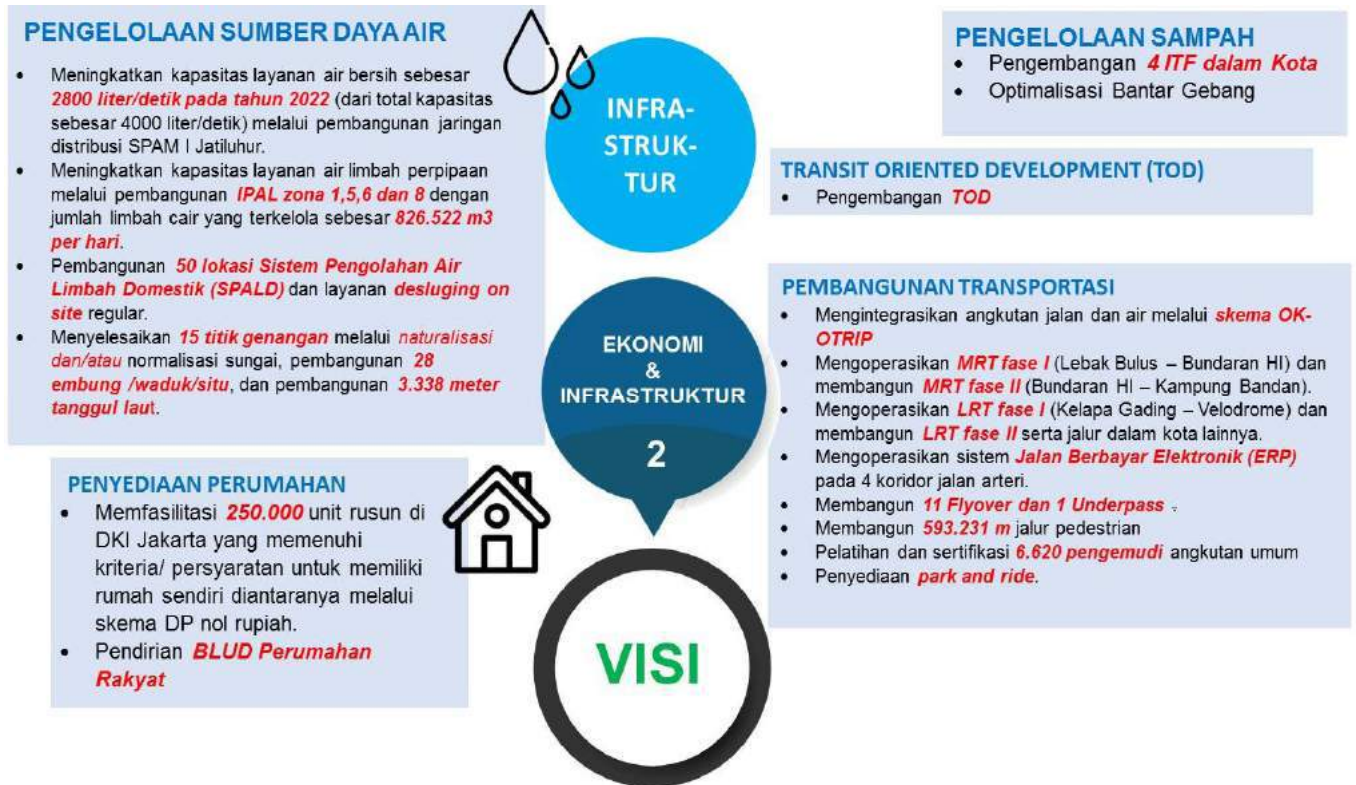 PENGELOLAAN SUMBER DAYA AIR
• Meningkatkan kapasitas layanan air bersih sebesar
2800 liter/detik pada tahun 2022 (dari total kapasitas
sebesar 4000 liter/detik) melalui pembangunan jaringan
distribusi SPAM I Jatiluhur.
• Meningkatkan kapasitas layanan air limbah perpipaan
melalui pembangunan IPAL zona 1,5,6 dan 8 dengan
jumlah limbah cair yang terkelola sebesar 826.522 m3
per hari.
• Pembangunan 50 lokasi Sistem Pengolahan Air
Limbah Domestik (SPALD) dan layanan desluging on
site regular.
• Menyelesaikan 15 titik genangan melalui naturalisasi
dan/atau normalisasi sungai, pembangunan 28
embung /waduk/situ, dan pembangunan 3.338 meter
tanggul laut.
PENYEDIAAN PERUMAHAN
• Memfasilitasi 250.000 unit rusun di
DKI Jakarta yang memenuhi
kriteria/ persyaratan untuk memiliki
rumah sendiri diantaranya melalui
skema DP nol rupiah.
• Pendirian BLUD Perumahan
Rakyat
INFRA-
STRUK-
TUR
EKONOMI
&
INFRASTRUKTUR
2
VISI
PENGELOLAAN SAMPAH
• Pengembangan 4 ITF dalam Kota
• Optimalisasi Bantar Gebang
TRANSIT ORIENTED DEVELOPMENT (TOD)
• Pengembangan TOD
PEMBANGUNAN TRANSPORTASI
• Mengintegrasikan angkutan jalan dan air melalui skema OK-
OTRIP
• Mengoperasikan MRT fase I (Lebak Bulus – Bundaran HI) dan
membangun MRT fase II (Bundaran HI – Kampung Bandan).
• Mengoperasikan LRT fase I (Kelapa Gading – Velodrome) dan
membangun LRT fase II serta jalur dalam kota lainnya.
• Mengoperasikan sistem Jalan Berbayar Elektronik (ERP)
pada 4 koridor jalan arteri.
• Membangun 11 Flyover dan 1 Underpass .
• Membangun 593.231 m jalur pedestrian
• Pelatihan dan sertifikasi 6.620 pengemudi angkutan umum
• Penyediaan park and ride.